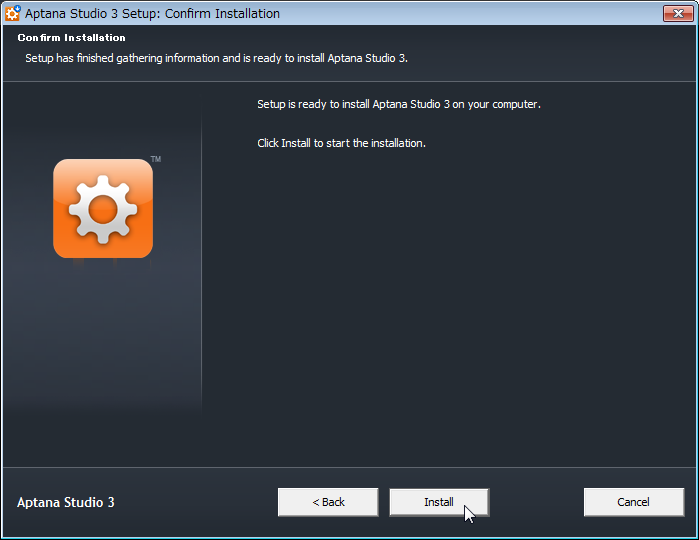 Aptana Studio 3 Setup: Confirm Installation
Confirm Installation
Setup has finished gathering information and is ready to install Aptana Studio 3.
Setup is ready to install Aptana Studio 3 on your computer.
Click Install to start the installation.
TM
Aptana Studio 3
< Back
Install
Cancel